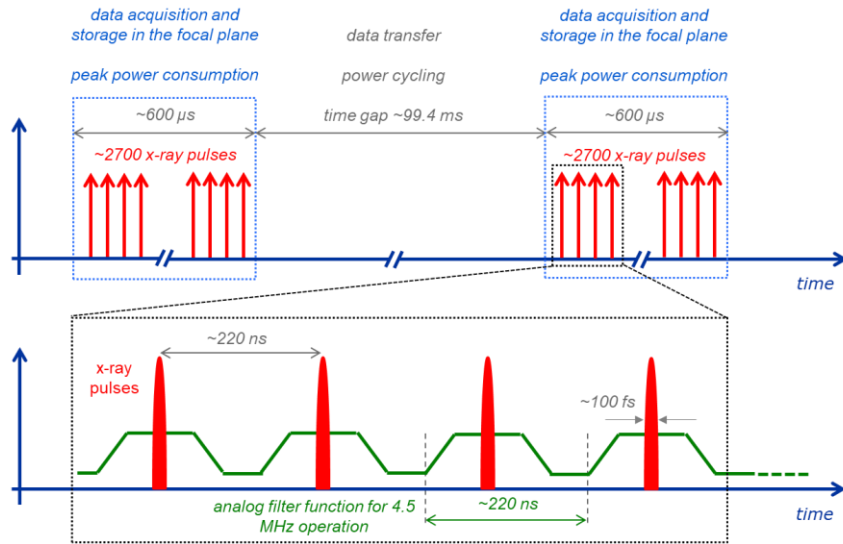 data acquisition and
storage in the focal plane
peak power consumption
data transfer
power cycling
data acquisition and
storage in the focal plane
peak power consumption
~600 µs
time gap ~99.4 ms
~600 µs
~2700 x-ray pulses
~2700 x-ray pulses
time
~220 ns
x-ray
pulses
~100 fs
analog filter function for 4.5
MHz operation
~220 ns
time